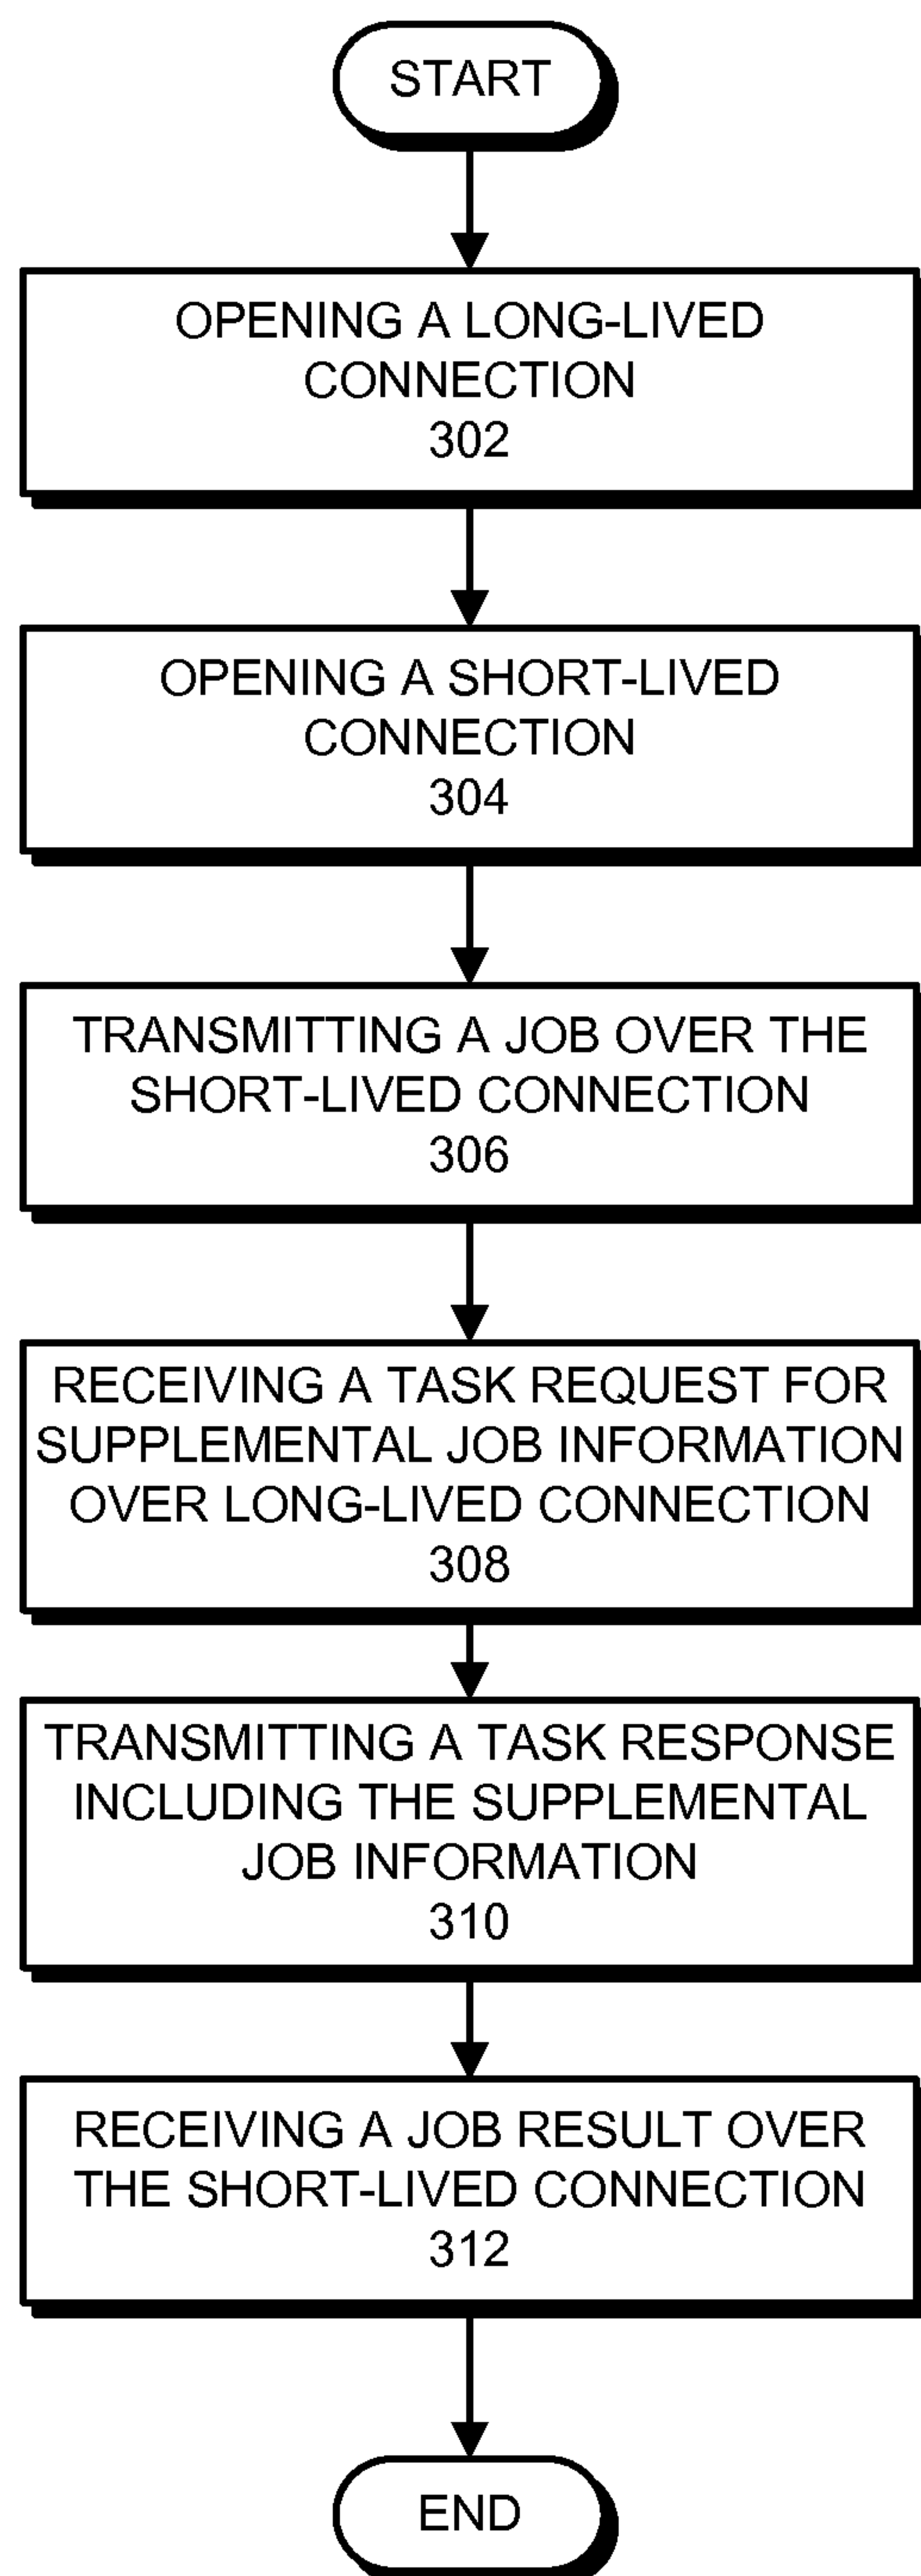 START
OPENING A LONG-LIVED
CONNECTION
302
OPENING A SHORT-LIVED
CONNECTION
304
TRANSMITTING A JOB OVER THE
SHORT-LIVED CONNECTION
306
RECEIVING A TASK REQUEST FOR
SUPPLEMENTAL JOB INFORMATION
OVER LONG-LIVED CONNECTION
308
TRANSMITTING A TASK RESPONSE
INCLUDING THE SUPPLEMENTAL
JOB INFORMATION
310
RECEIVING A JOB RESULT OVER
THE SHORT-LIVED CONNECTION
312
END